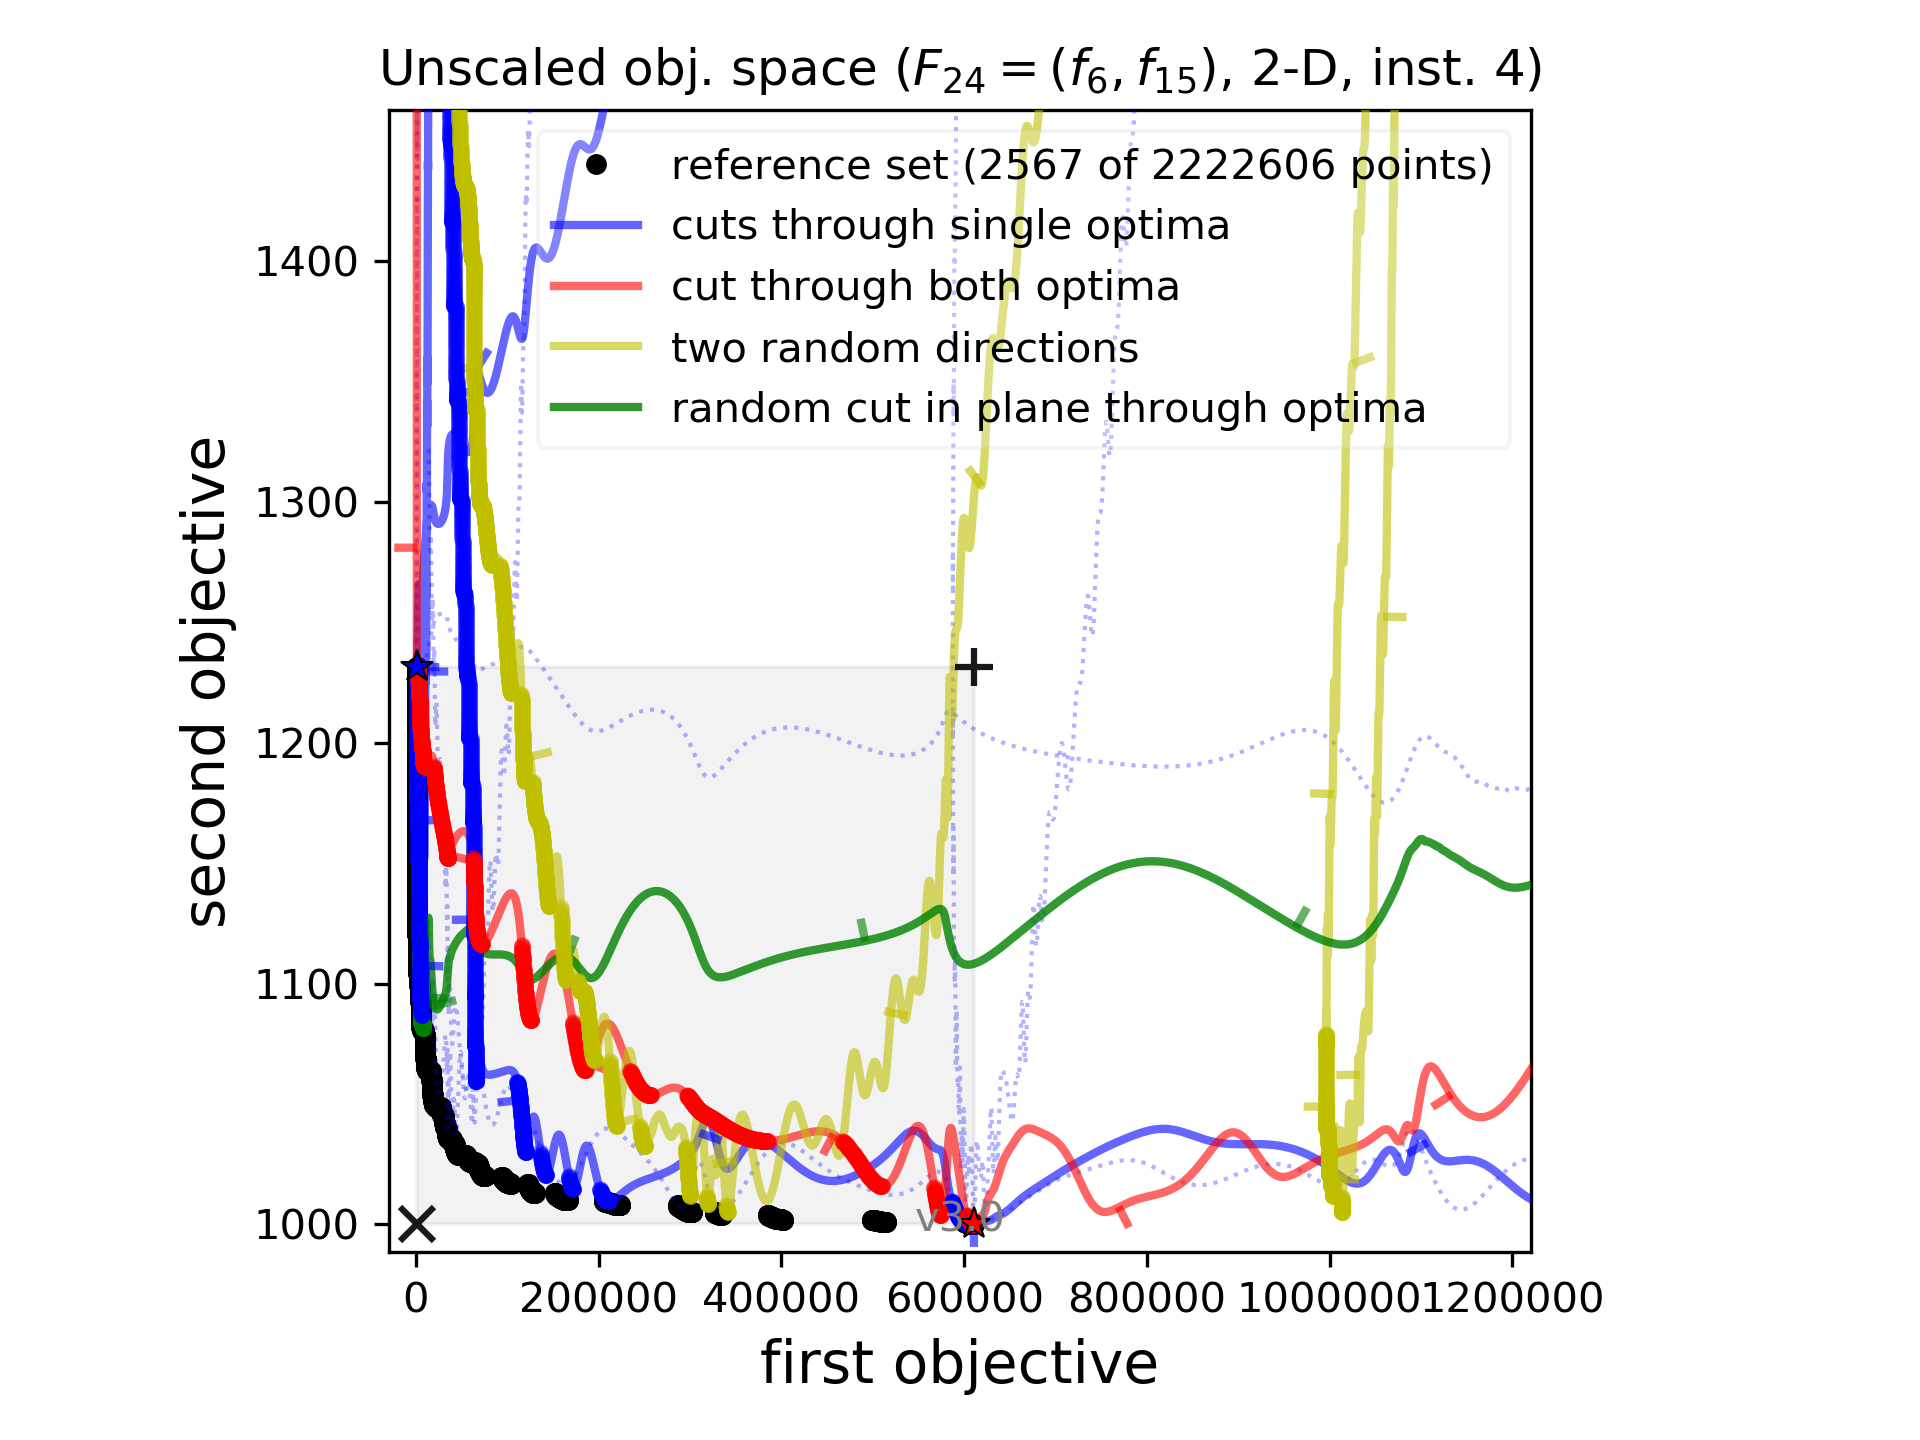 Unscaled obj. space (F₂₄ = (f₆, f₁₅), 2-D, inst. 4)
reference set (2567 of 2222606 points)
cuts through single optima
cut through both optima
two random directions
random cut in plane through optima
second objective
1400
1300
1200
1100
1000
v3.0
0 200000 400000 600000 800000 1000000 1200000
first objective